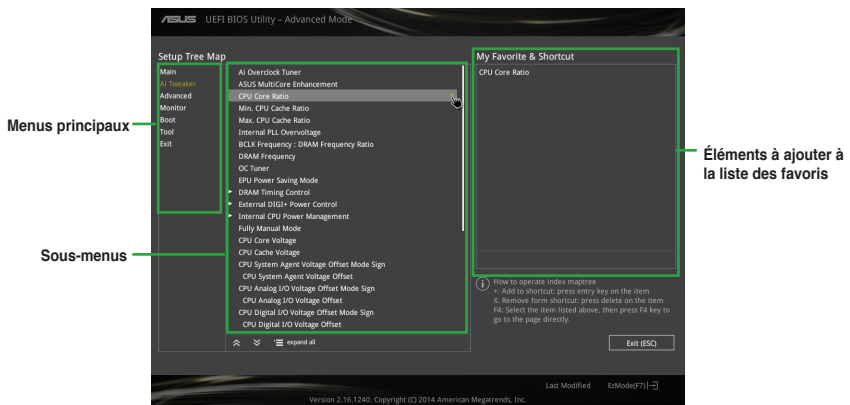 ASUS UEFI BIOS Utility – Advanced Mode
Setup Tree Map
Main
Ai Tweaker
Advanced
Monitor
Boot
Tool
Exit
Ai Overclock Tuner
ASUS MultiCore Enhancement
CPU Core Ratio
Min. CPU Cache Ratio
Max. CPU Cache Ratio
Internal PLL Overvoltage
BCLK Frequency : DRAM Frequency Ratio
DRAM Frequency
OC Tuner
EPU Power Saving Mode
DRAM Timing Control
External DIGI+ Power Control
Internal CPU Power Management
Fully Manual Mode
CPU Core Voltage
CPU Cache Voltage
CPU System Agent Voltage Offset Mode Sign
CPU System Agent Voltage Offset
CPU Analog I/O Voltage Offset Mode Sign
CPU Analog I/O Voltage Offset
CPU Digital I/O Voltage Offset Mode Sign
CPU Digital I/O Voltage Offset
expand all
My Favorite & Shortcut
CPU Core Ratio
How to operate index maptree
+: Add to shortcut: press entry key on the item
X: Remove form shortcut: press delete on the item
F4: Select the item listed above, then press F4 key to
go to the page directly.
Exit (ESC)
Last Modified
EzMode(F7)
Version 2.16.1240. Copyright (C) 2014 American Megatrends, Inc.
Menus principaux
Sous-menus
Éléments à ajouter à
la liste des favoris